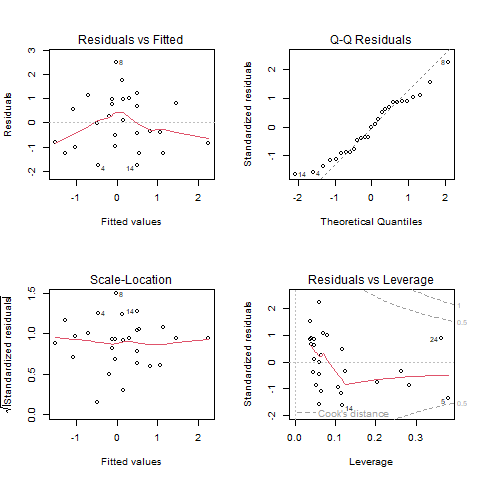 Residuals vs Fitted
Residuals
-2 -1 0 1 2 3
8
4
14
-1 0 1 2
Fitted values
Q-Q Residuals
Standardized residuals
-1 0 1 2
8
14
4
-2 -1 0 1 2
Theoretical Quantiles
Scale-Location
√|Standardized residuals|
0.0 0.5 1.0 1.5
8
4
14
-1 0 1 2
Fitted values
Residuals vs Leverage
Standardized residuals
-2 -1 0 1 2
1
0.5
24
14
5
0.5
Cook's distance
0.0 0.1 0.2 0.3
Leverage